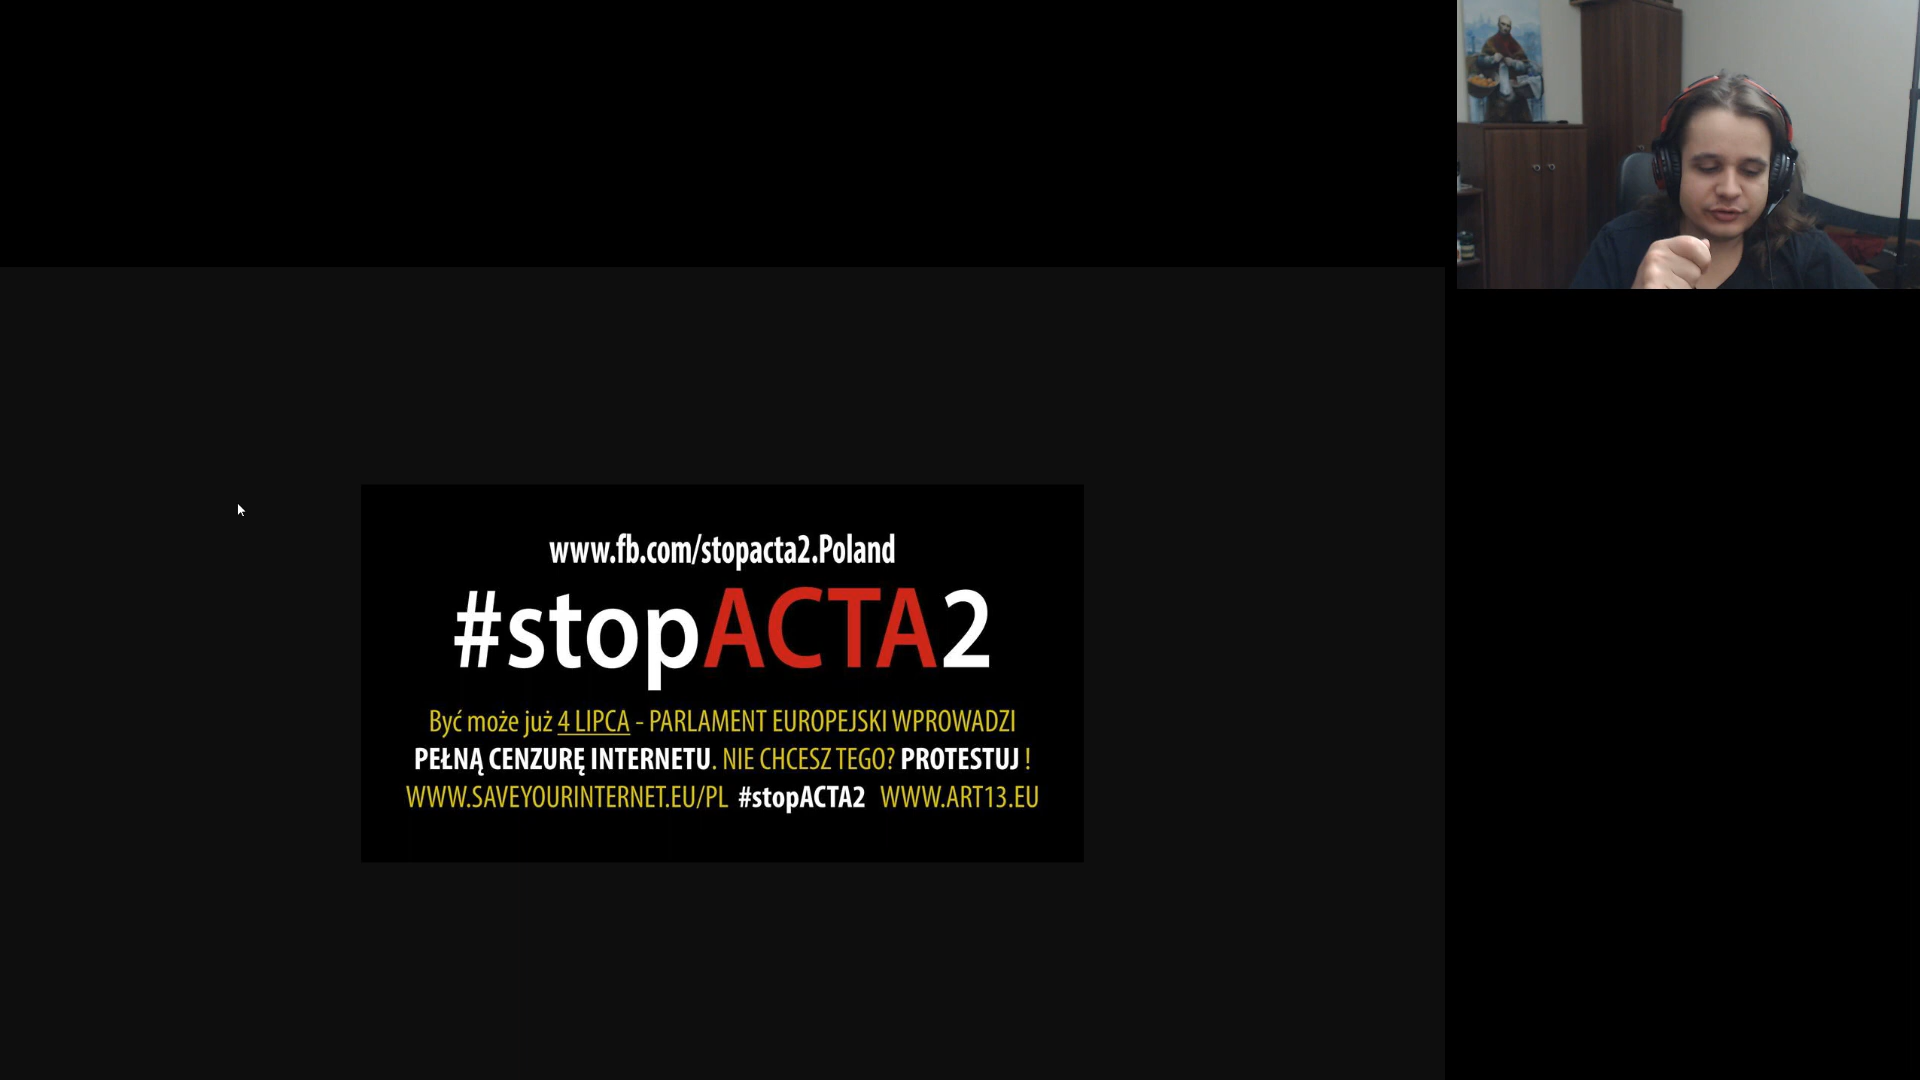 www.fb.com/stopacta2.Poland
#stopACTA2
Być może już 4 LIPCA - PARLAMENT EUROPEJSKI WPROWADZI
PEŁNĄ CENZURĘ INTERNETU. NIE CHCESZ TEGO? PROTESTUJ !
WWW.SAVEYOURINTERNET.EU/PL #stopACTA2 WWW.ART13.EU